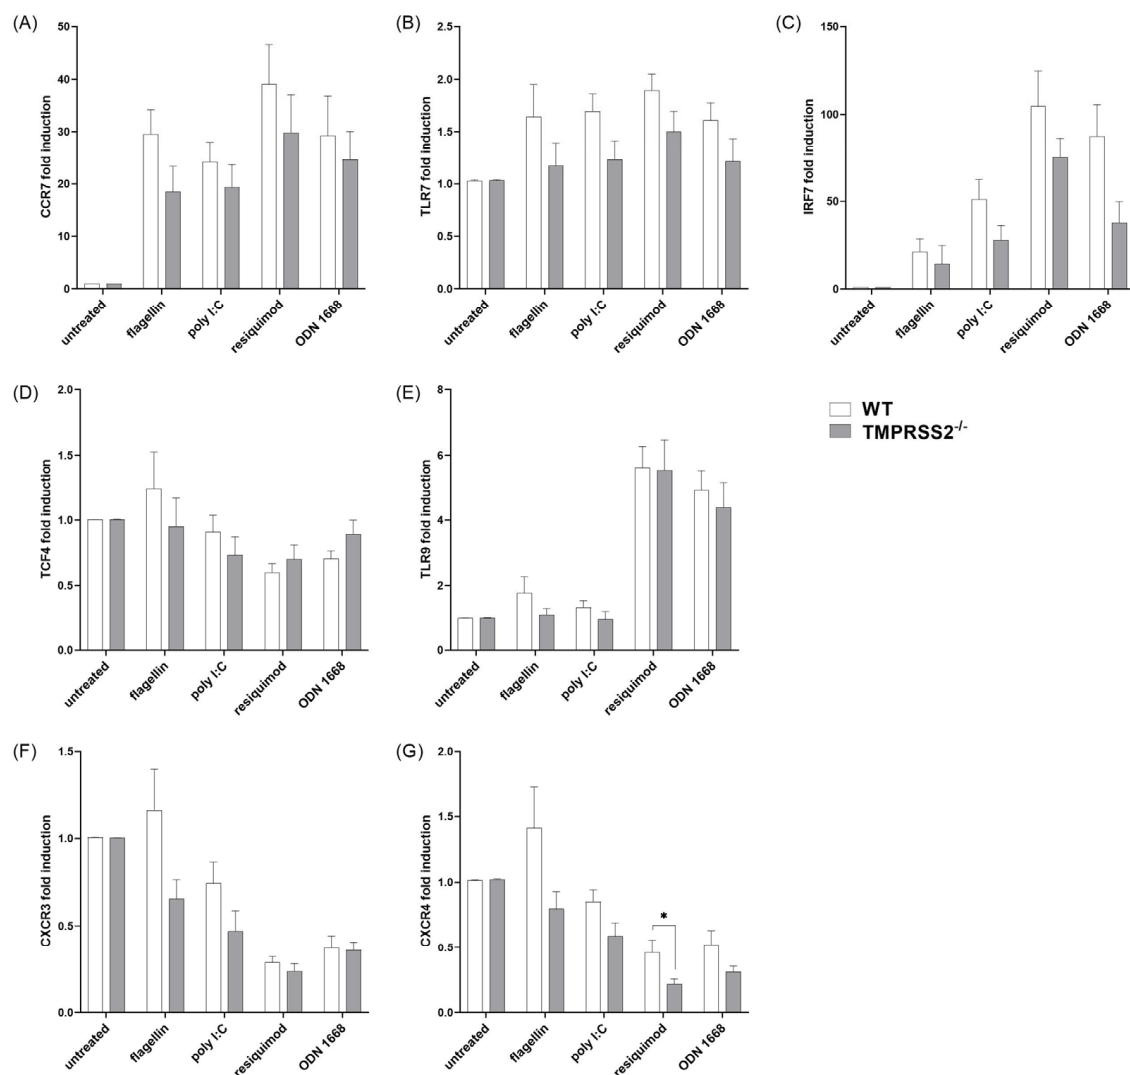 (A)
CCR7 fold induction
50
40
30
20
10
0
untreated
flagellin
poly I:C
resiquimod
ODN 1668
(B)
TLR7 fold induction
2.5
2.0
1.5
1.0
0.5
0.0
untreated
flagellin
poly I:C
resiquimod
ODN 1668
(C)
IRF7 fold induction
150
100
50
0
untreated
flagellin
poly I:C
resiquimod
ODN 1668
(D)
TCF4 fold induction
2.0
1.5
1.0
0.5
0.0
untreated
flagellin
poly I:C
resiquimod
ODN 1668
(E)
TLR9 fold induction
8
6
4
2
0
untreated
flagellin
poly I:C
resiquimod
ODN 1668
WT
TMPRSS2-/-
(F)
CXCR3 fold induction
1.5
1.0
0.5
0.0
untreated
flagellin
poly I:C
resiquimod
ODN 1668
(G)
CXCR4 fold induction
2.0
1.5
1.0
0.5
0.0
*
untreated
flagellin
poly I:C
resiquimod
ODN 1668